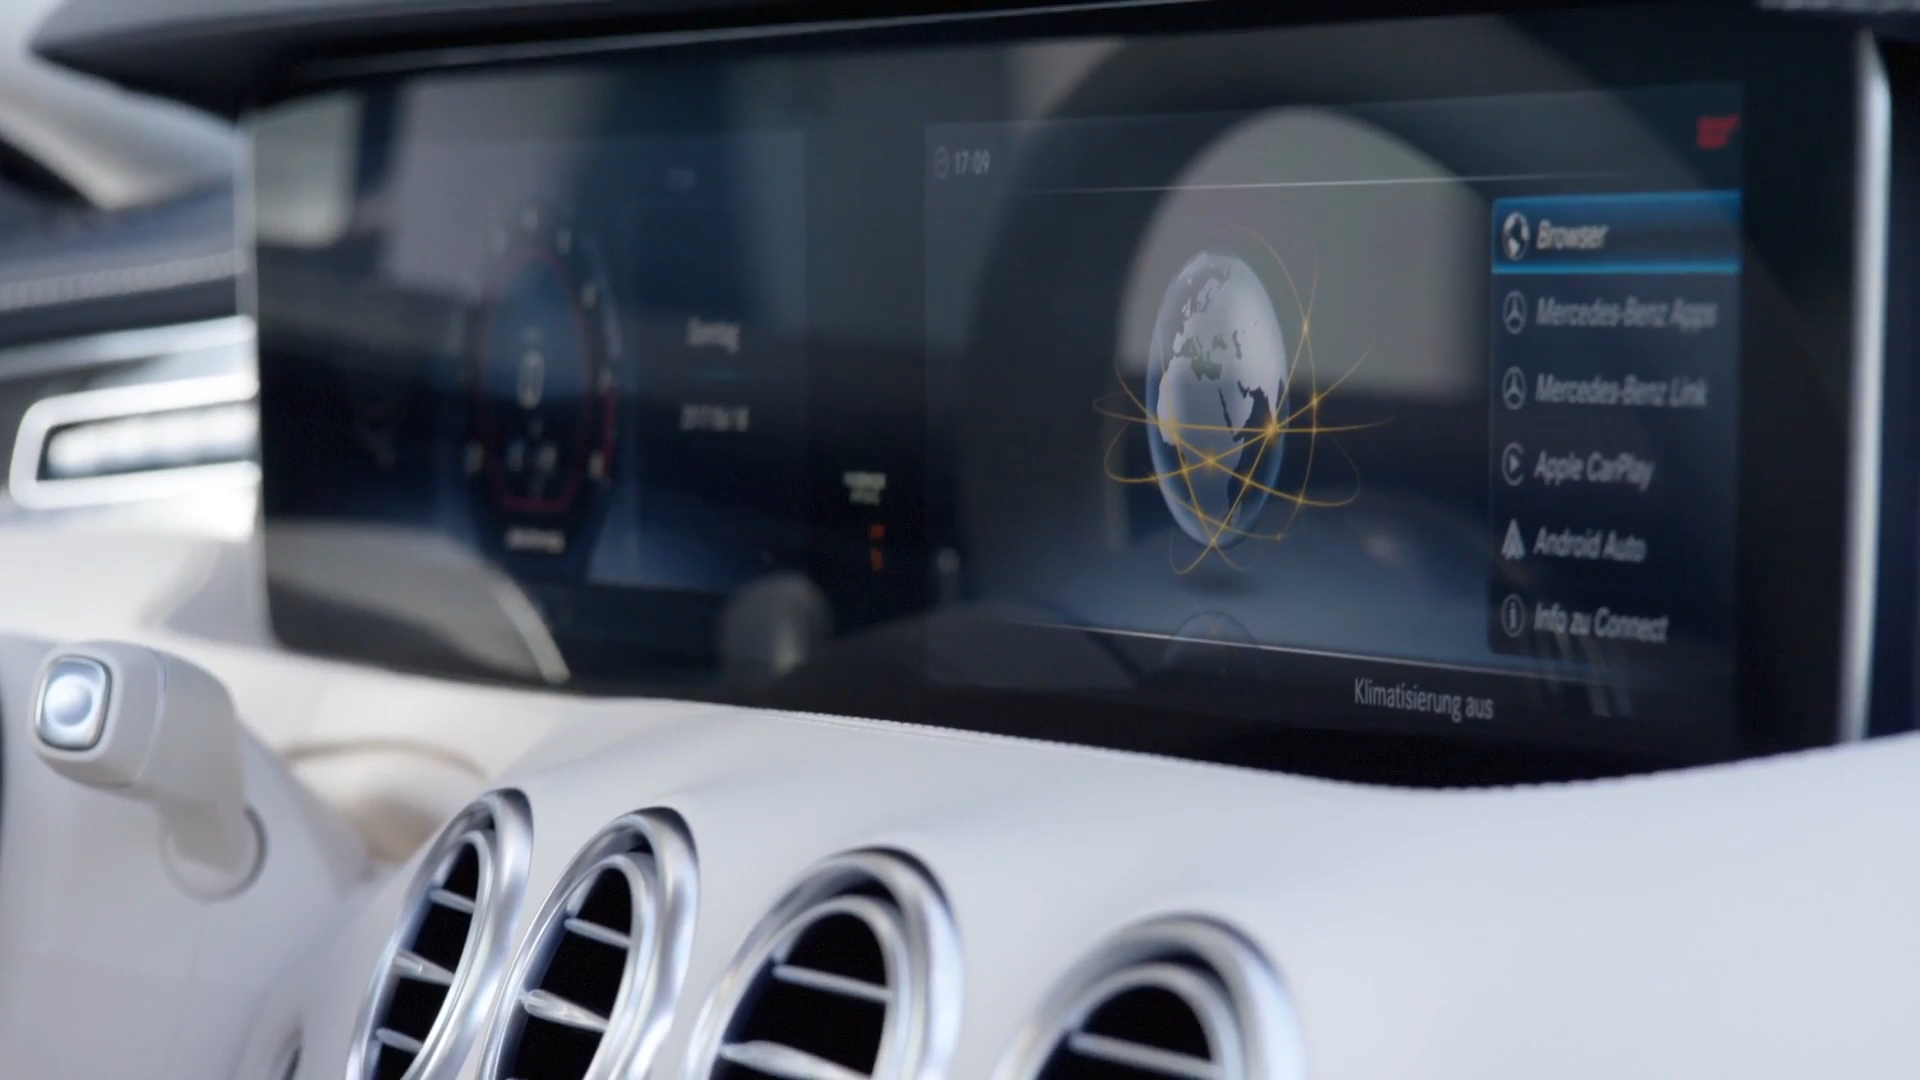 17:09
Browser
Mercedes-Benz Apps
Mercedes-Benz Link
Apple CarPlay
Android Auto
Info zu Connect
Klimatisierung aus